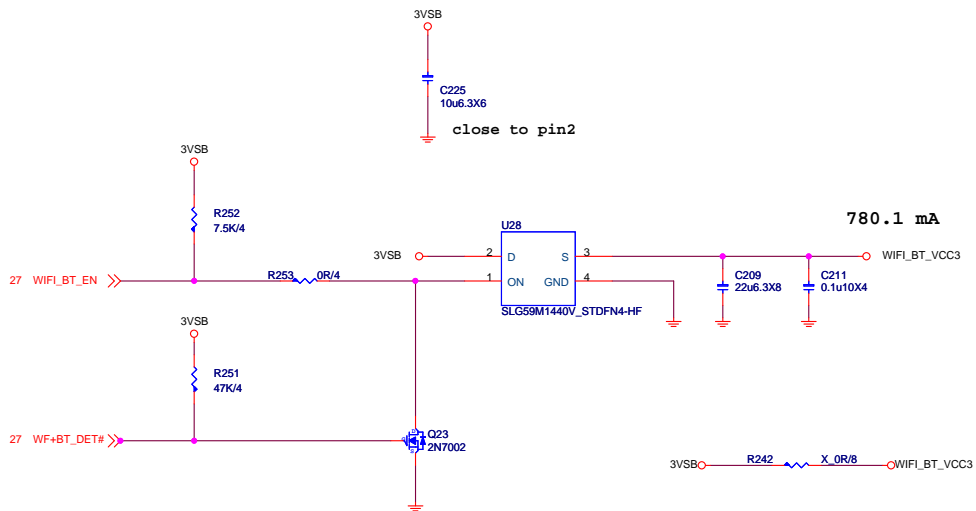 3VSB
C225
10u6.3X6
close to pin2
3VSB
R252
7.5K/4
U28
780.1 mA
3VSB
2
D
S
3
WIFI_BT_VCC3
27 WIFI_BT_EN
R253
0R/4
1
ON
GND
4
C209
22u6.3X8
C211
0.1u10X4
SLG59M1440V_STDFN4-HF
3VSB
R251
47K/4
27 WF+BT_DET#
Q23
2N7002
D
G
S
3VSB
R242
X_0R/8
WIFI_BT_VCC3